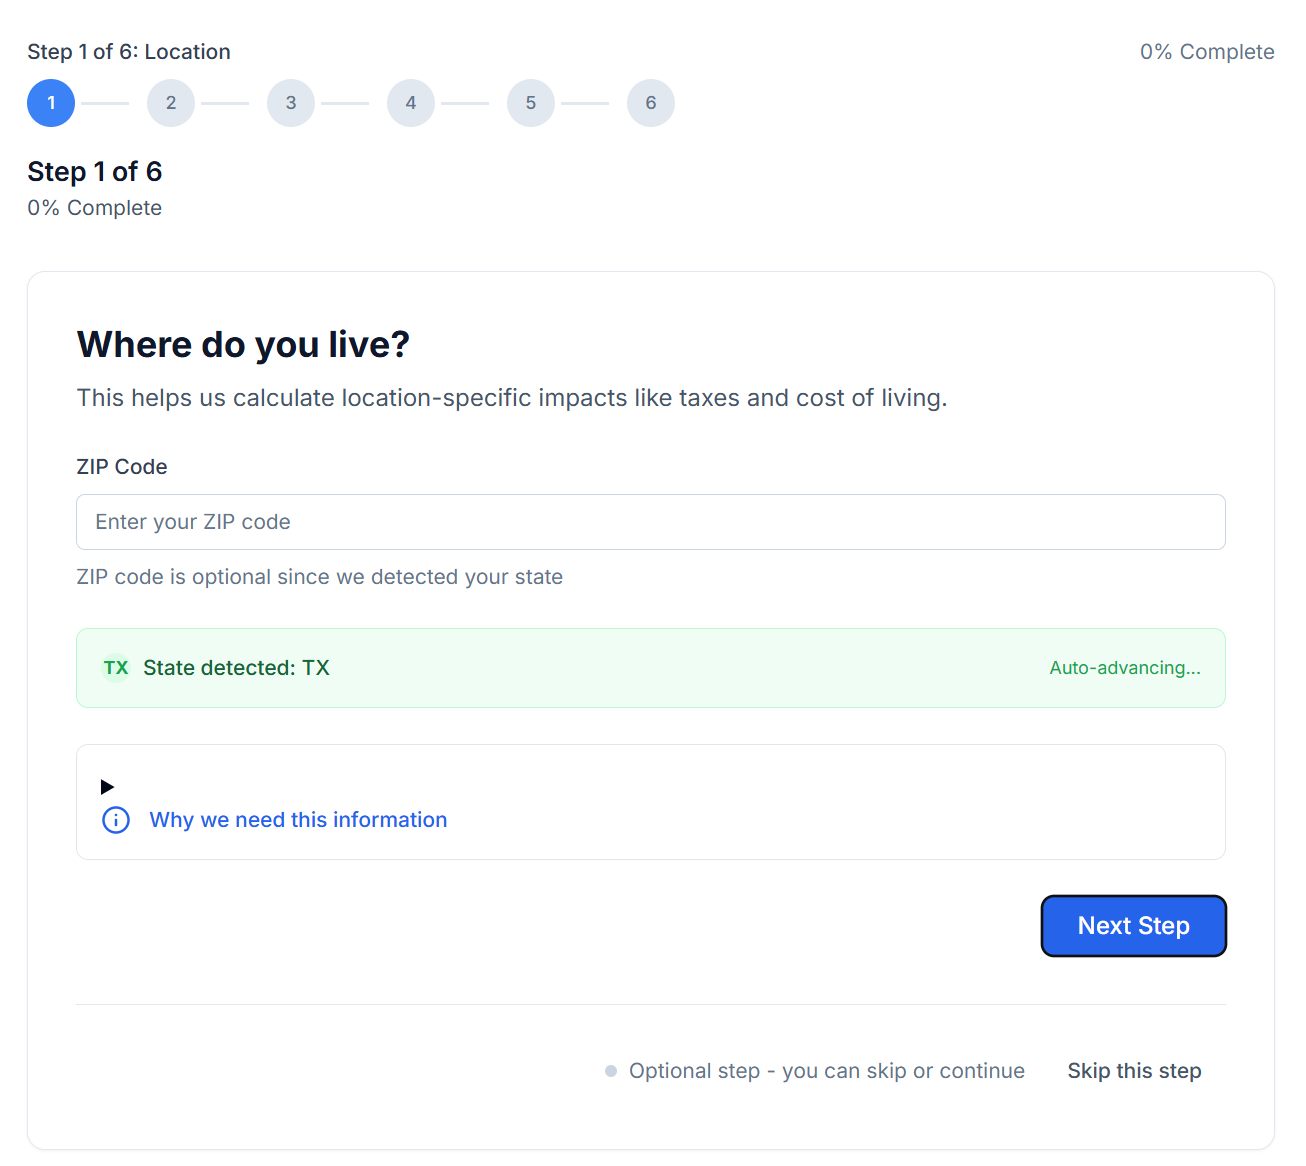 Step 1 of 6: Location
0% Complete
1 2 3 4 5 6
Step 1 of 6
0% Complete
Where do you live?
This helps us calculate location-specific impacts like taxes and cost of living.
ZIP Code
Enter your ZIP code
ZIP code is optional since we detected your state
TX State detected: TX
Auto-advancing...
Why we need this information
Next Step
Optional step - you can skip or continue
Skip this step